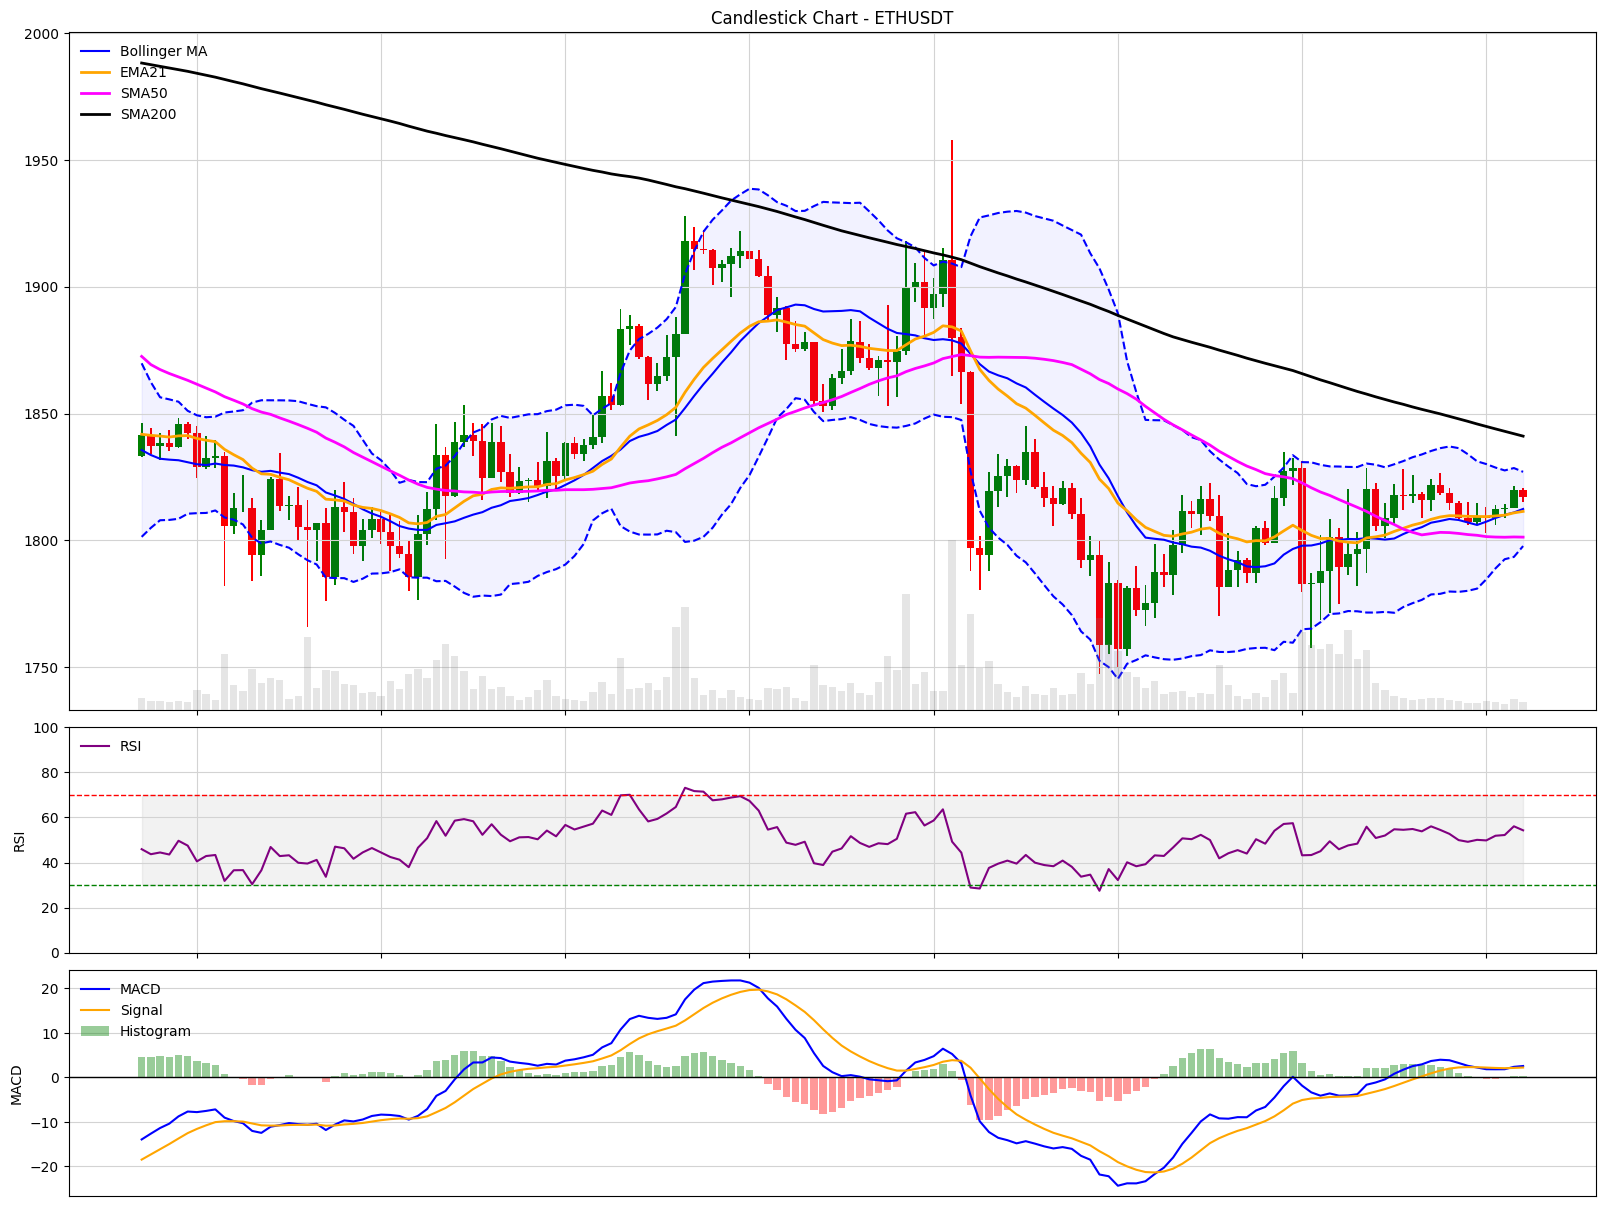 Candlestick Chart - ETHUSDT
2000
1950
1900
1850
1800
1750
Bollinger MA
EMA21
SMA50
SMA200
100
80
60
40
20
0
RSI
RSI
20
10
0
−10
−20
MACD
MACD
Signal
Histogram